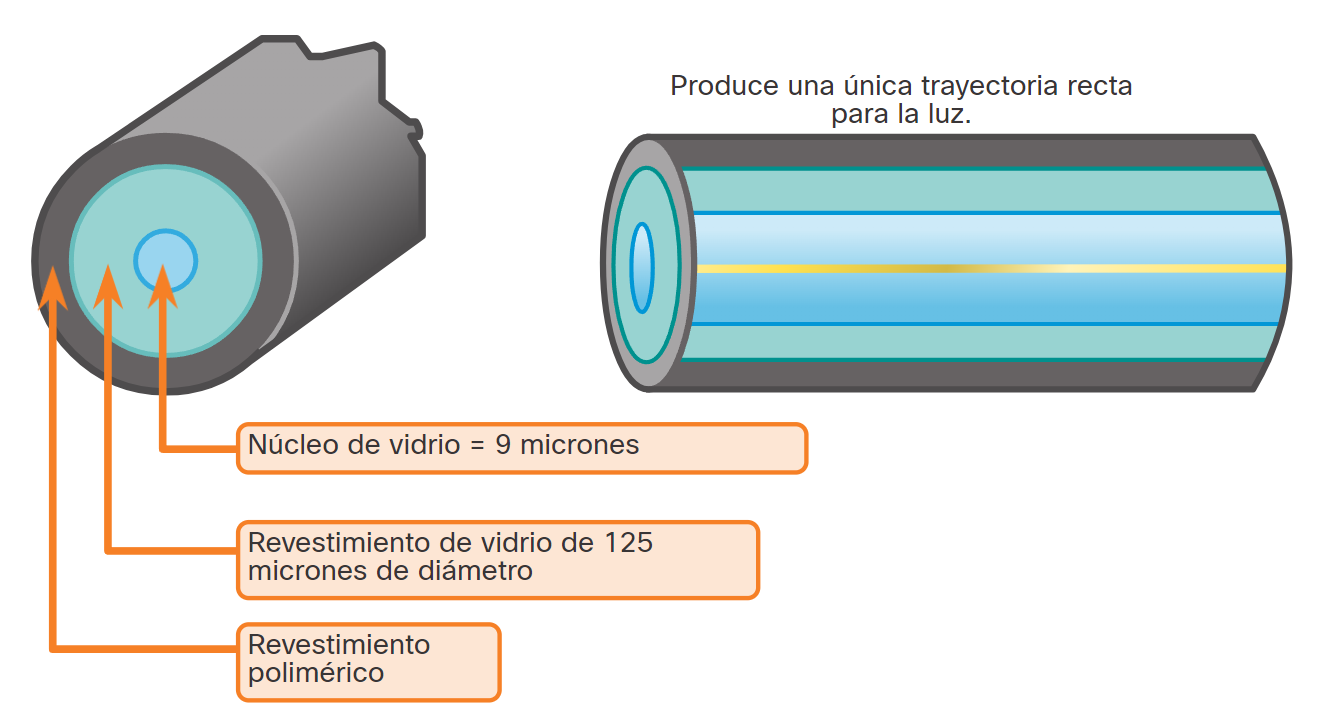 Produce una única trayectoria recta
para la luz.
Núcleo de vidrio = 9 micrones
Revestimiento de vidrio de 125
micrones de diámetro
Revestimiento
polimérico